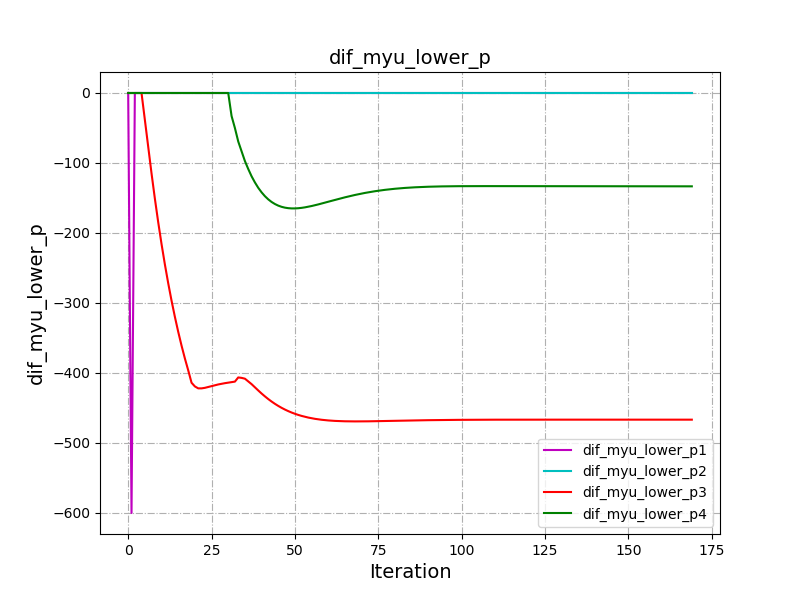 dif_myu_lower_p
dif_myu_lower_p
0
−100
−200
−300
−400
−500
−600
0
25
50
75
100
125
150
175
Iteration
dif_myu_lower_p1
dif_myu_lower_p2
dif_myu_lower_p3
dif_myu_lower_p4